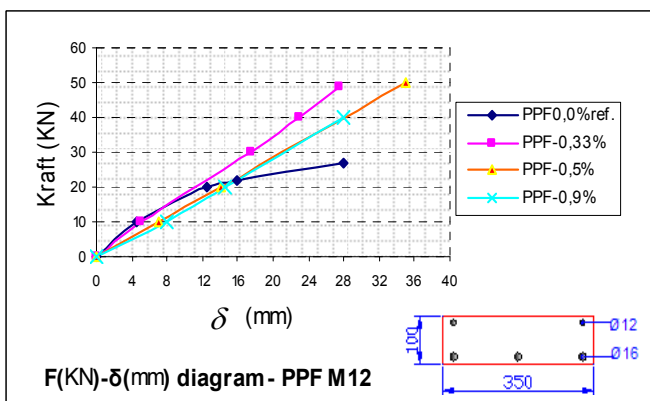 60
50
40
30
20
10
0
Kraft (KN)
0 4 8 12 16 20 24 28 32 36 40
δ (mm)
PPF0,0%ref.
PPF-0,33%
PPF-0,5%
PPF-0,9%
100
Ø12
Ø16
350
F(KN)-δ(mm) diagram - PPF M12